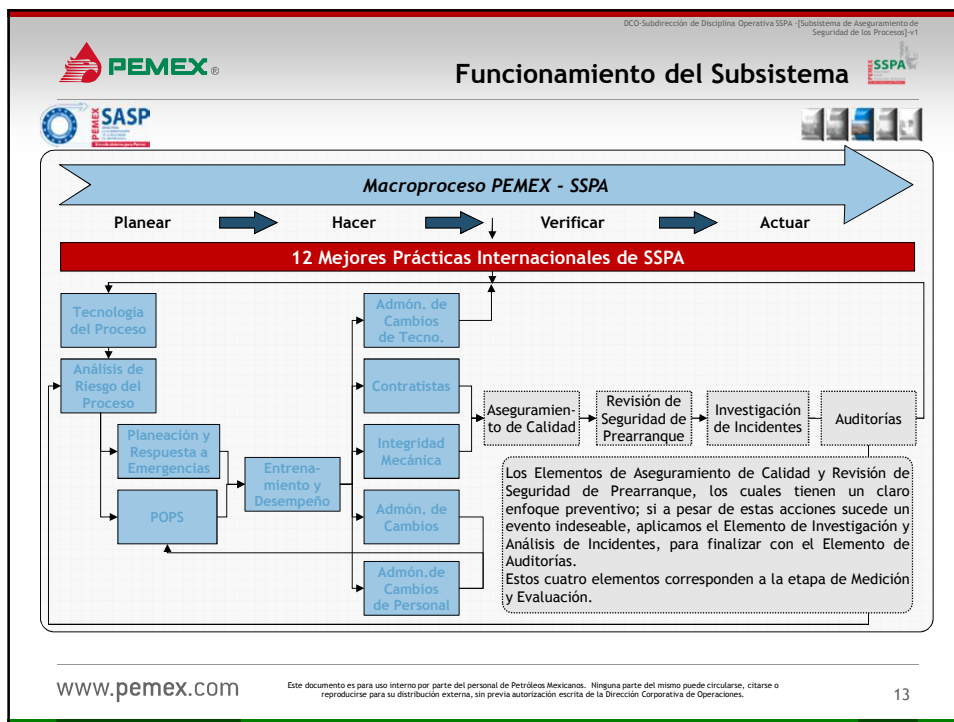 DCO-Subdirección de Disciplina Operativa SSPA -[Subsistema de Aseguramiento de
Seguridad de los Procesos]-v1
PEMEX ®
Funcionamiento del Subsistema
PEMEX
SSPA
PEMEX
SASP
Macroproceso PEMEX - SSPA
Planear
Hacer
Verificar
Actuar
12 Mejores Prácticas Internacionales de SSPA
Tecnología
del Proceso
Análisis de
Riesgo del
Proceso
Planeación y
Respuesta a
Emergencias
POPS
Entrena-
miento y
Desempeño
Admón. de
Cambios
de Tecno.
Contratistas
Integridad
Mecánica
Admón. de
Cambios
Admón.de
Cambios
de Personal
Aseguramien-
to de Calidad
Revisión de
Seguridad de
Prearranque
Investigación
de Incidentes
Auditorías
Los Elementos de Aseguramiento de Calidad y Revisión de
Seguridad de Prearranque, los cuales tienen un claro
enfoque preventivo; si a pesar de estas acciones sucede un
evento indeseable, aplicamos el Elemento de Investigación y
Análisis de Incidentes, para finalizar con el Elemento de
Auditorías.
Estos cuatro elementos corresponden a la etapa de Medición
y Evaluación.
www.pemex.com
Este documento es para uso interno por parte del personal de Petróleos Mexicanos. Ninguna parte del mismo puede circularse, citarse o
reproducirse para su distribución externa, sin previa autorización escrita de la Dirección Corporativa de Operaciones.
13